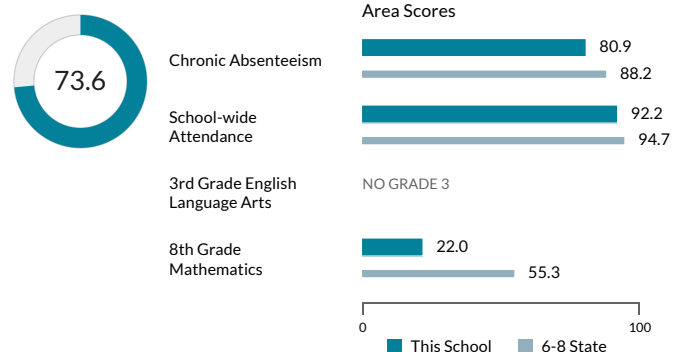 Area Scores
73.6
Chronic Absenteeism
80.9
88.2
School-wide
Attendance
92.2
94.7
3rd Grade English
Language Arts
NO GRADE 3
8th Grade
Mathematics
22.0
55.3
0
100
This School
6-8 State